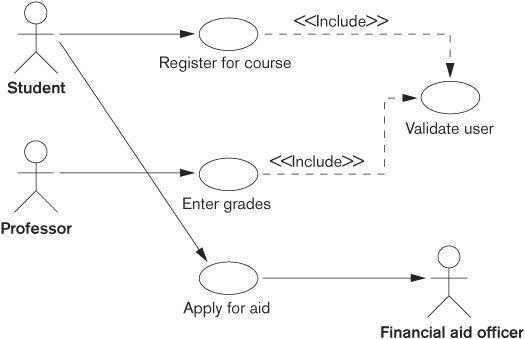 <<Include>>
Register for course
Student
Validate user
<<Include>>
Enter grades
Professor
Apply for aid
Financial aid officer